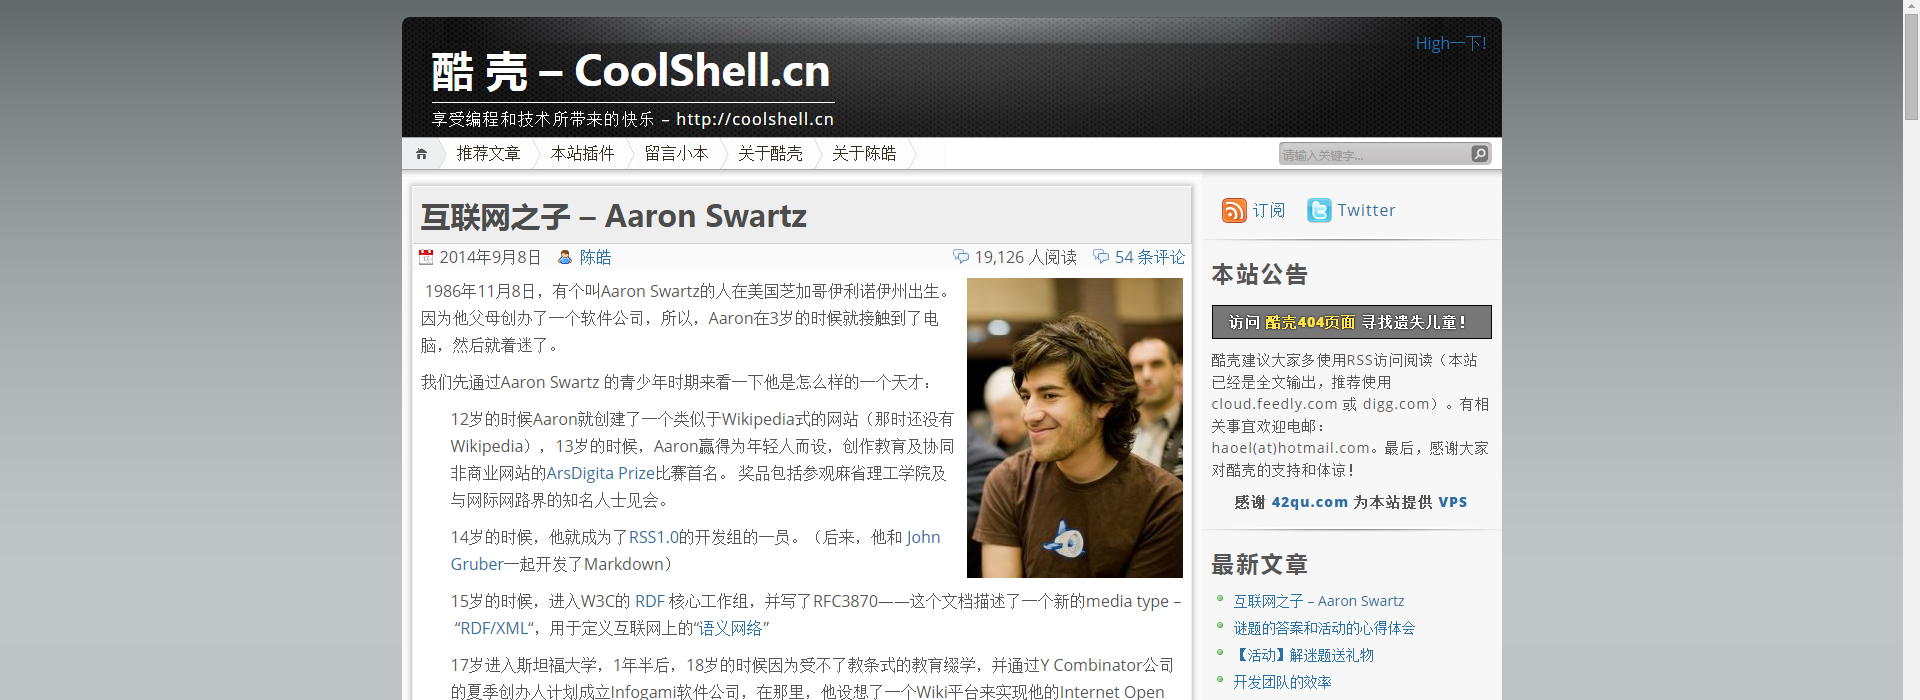 酷 壳 – CoolShell.cn
享受编程和技术所带来的快乐 – http://coolshell.cn
High一下!
推荐文章 本站插件 留言小本 关于酷壳 关于陈皓
请输入关键字...
互联网之子 – Aaron Swartz
2014年9月8日 陈皓 19,126 人阅读 54 条评论
1986年11月8日，有个叫Aaron Swartz的人在美国芝加哥伊利诺伊州出生。
因为他父母创办了一个软件公司，所以，Aaron在3岁的时候就接触到了电
脑，然后就着迷了。
我们先通过Aaron Swartz 的青少年时期来看一下他是怎么样的一个天才：
12岁的时候Aaron就创建了一个类似于Wikipedia式的网站（那时还没有
Wikipedia），13岁的时候，Aaron赢得为年轻人而设，创作教育及协同
非商业网站的ArsDigita Prize比赛首名。 奖品包括参观麻省理工学院及
与网际网路界的知名人士见会。
14岁的时候，他就成为了RSS1.0的开发组的一员。（后来，他和 John
Gruber一起开发了Markdown）
15岁的时候，进入W3C的 RDF 核心工作组，并写了RFC3870——这个文档描述了一个新的media type –
“RDF/XML“，用于定义互联网上的“语义网络”
17岁进入斯坦福大学，1年半后，18岁的时候因为受不了教条式的教育缀学，并通过Y Combinator公司
的夏季创办人计划成立Infogami软件公司，在那里，他设想了一个Wiki平台来实现他的Internet Open
订阅 Twitter
本站公告
访问 酷壳404页面 寻找遗失儿童！
酷壳建议大家多使用RSS访问阅读（本站
已经是全文输出，推荐使用
cloud.feedly.com 或 digg.com）。有相
关事宜欢迎电邮：
haoel(at)hotmail.com。最后，感谢大家
对酷壳的支持和体谅！
感谢 42qu.com 为本站提供 VPS
最新文章
互联网之子 – Aaron Swartz
谜题的答案和活动的心得体会
【活动】解迷题送礼物
开发团队的效率